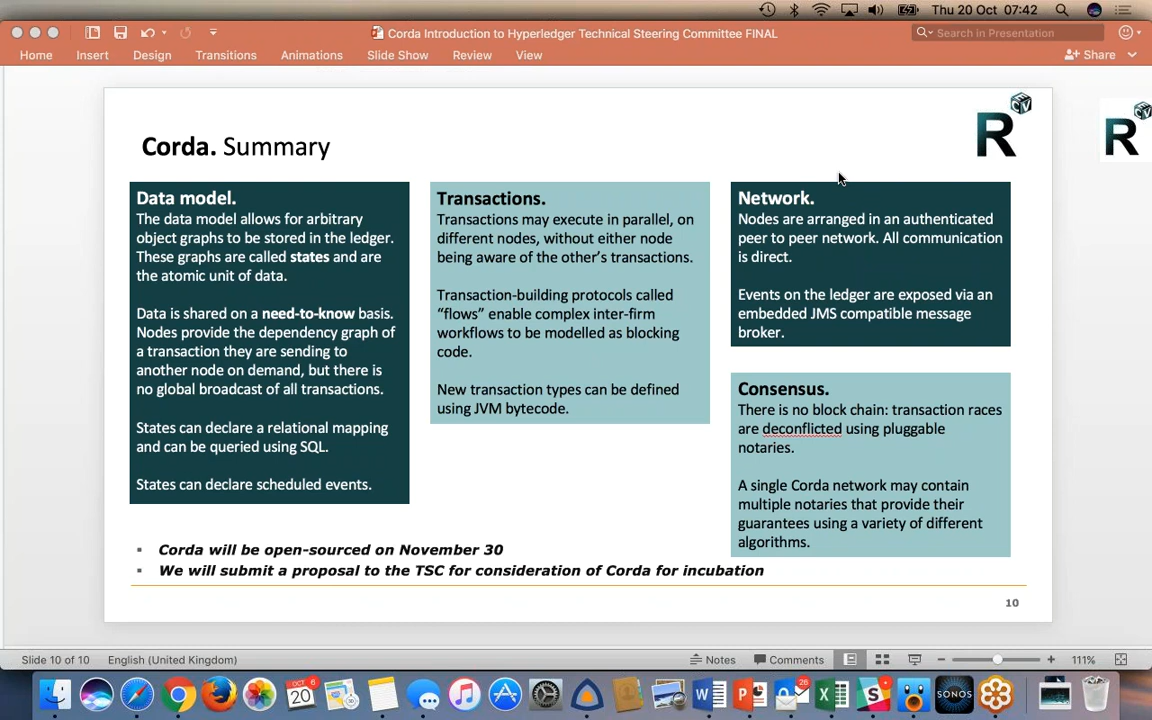 Thu 20 Oct 07:42
Corda Introduction to Hyperledger Technical Steering Committee FINAL
Search in Presentation
Home Insert Design Transitions Animations Slide Show Review View
Share
R
CEV
R
CEV
Corda. Summary
Data model.
The data model allows for arbitrary
object graphs to be stored in the ledger.
These graphs are called states and are
the atomic unit of data.
Data is shared on a need-to-know basis.
Nodes provide the dependency graph of
a transaction they are sending to
another node on demand, but there is
no global broadcast of all transactions.
States can declare a relational mapping
and can be queried using SQL.
States can declare scheduled events.
Transactions.
Transactions may execute in parallel, on
different nodes, without either node
being aware of the other’s transactions.
Transaction-building protocols called
“flows” enable complex inter-firm
workflows to be modelled as blocking
code.
New transaction types can be defined
using JVM bytecode.
Network.
Nodes are arranged in an authenticated
peer to peer network. All communication
is direct.
Events on the ledger are exposed via an
embedded JMS compatible message
broker.
Consensus.
There is no block chain: transaction races
are deconflicted using pluggable
notaries.
A single Corda network may contain
multiple notaries that provide their
guarantees using a variety of different
algorithms.
▪ Corda will be open-sourced on November 30
▪ We will submit a proposal to the TSC for consideration of Corda for incubation
10
Slide 10 of 10 English (United Kingdom)
Notes Comments
111%
OCT
20
6
26
SONOS